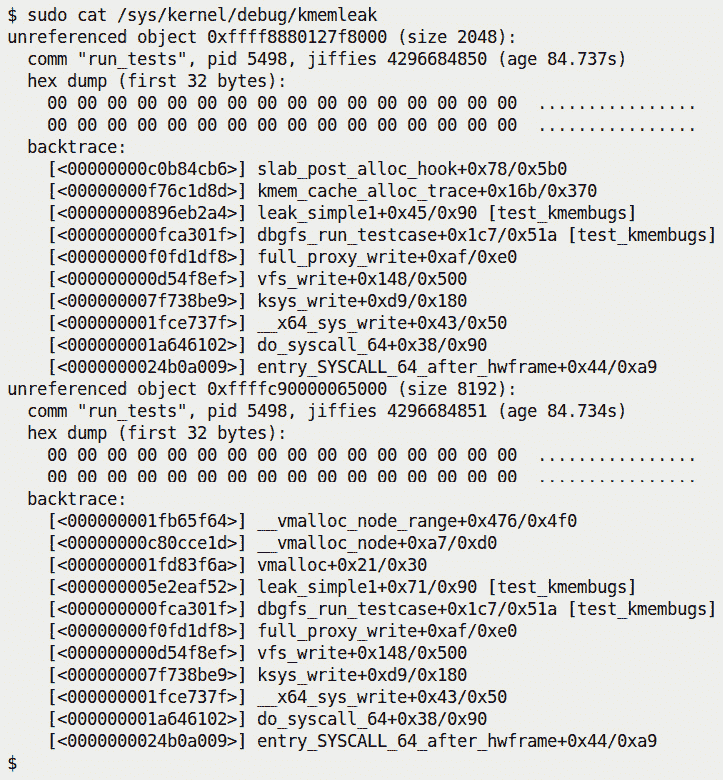 $ sudo cat /sys/kernel/debug/kmemleak
unreferenced object 0xffff8880127f8000 (size 2048):
  comm "run_tests", pid 5498, jiffies 4296684850 (age 84.737s)
  hex dump (first 32 bytes):
    00 00 00 00 00 00 00 00 00 00 00 00 00 00 00 00  ................
    00 00 00 00 00 00 00 00 00 00 00 00 00 00 00 00  ................
  backtrace:
    [<00000000c0b84cb6>] slab_post_alloc_hook+0x78/0x5b0
    [<00000000f76c1d8d>] kmem_cache_alloc_trace+0x16b/0x370
    [<00000000896eb2a4>] leak_simple1+0x45/0x90 [test_kmembugs]
    [<000000000fca301f>] dbgfs_run_testcase+0x1c7/0x51a [test_kmembugs]
    [<00000000f0fd1df8>] full_proxy_write+0xaf/0xe0
    [<000000000d54f8ef>] vfs_write+0x148/0x500
    [<000000007f738be9>] ksys_write+0xd9/0x180
    [<000000001fce737f>] __x64_sys_write+0x43/0x50
    [<000000001a646102>] do_syscall_64+0x38/0x90
    [<0000000024b0a009>] entry_SYSCALL_64_after_hwframe+0x44/0xa9
unreferenced object 0xffffc90000065000 (size 8192):
  comm "run_tests", pid 5498, jiffies 4296684851 (age 84.734s)
  hex dump (first 32 bytes):
    00 00 00 00 00 00 00 00 00 00 00 00 00 00 00 00  ................
    00 00 00 00 00 00 00 00 00 00 00 00 00 00 00 00  ................
  backtrace:
    [<000000001fb65f64>] __vmalloc_node_range+0x476/0x4f0
    [<00000000c80cce1d>] __vmalloc_node+0xa7/0xd0
    [<000000001fd83f6a>] vmalloc+0x21/0x30
    [<000000005e2eaf52>] leak_simple1+0x71/0x90 [test_kmembugs]
    [<000000000fca301f>] dbgfs_run_testcase+0x1c7/0x51a [test_kmembugs]
    [<00000000f0fd1df8>] full_proxy_write+0xaf/0xe0
    [<000000000d54f8ef>] vfs_write+0x148/0x500
    [<000000007f738be9>] ksys_write+0xd9/0x180
    [<000000001fce737f>] __x64_sys_write+0x43/0x50
    [<000000001a646102>] do_syscall_64+0x38/0x90
    [<0000000024b0a009>] entry_SYSCALL_64_after_hwframe+0x44/0xa9
$